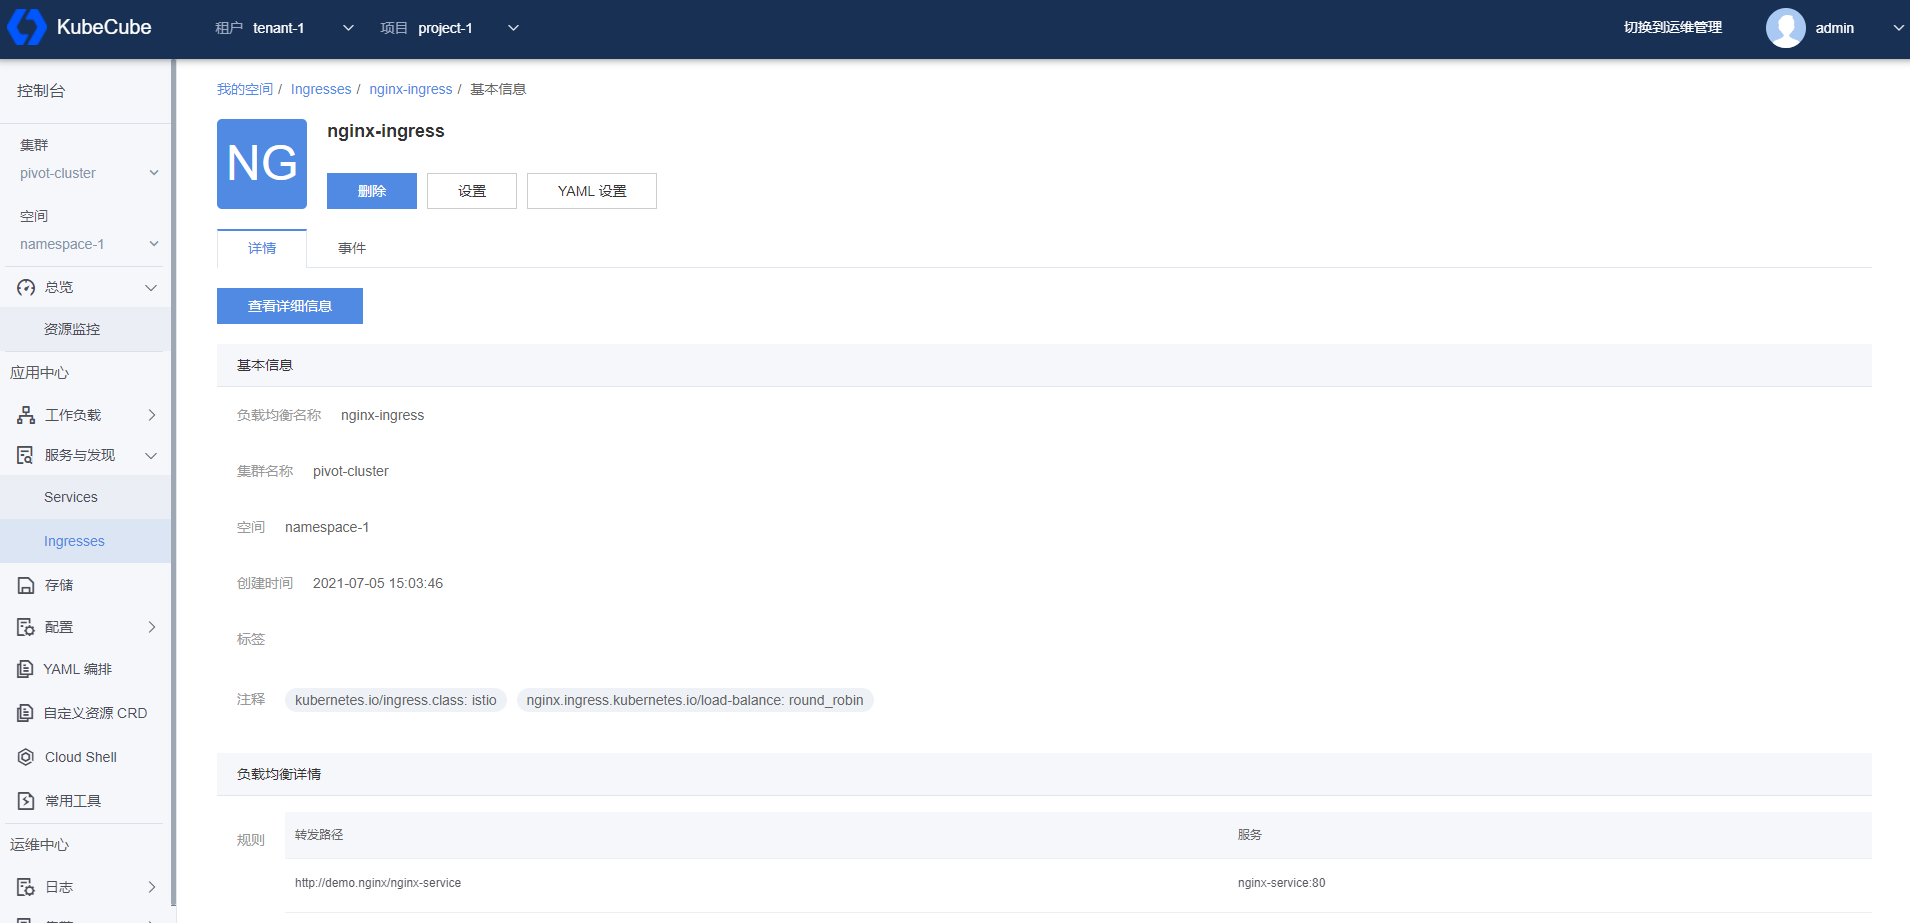 KubeCube
租户 tenant-1 项目 project-1
切换到运维管理 admin
控制台
集群
pivot-cluster
空间
namespace-1
总览
资源监控
应用中心
工作负载
服务与发现
Services
Ingresses
存储
配置
YAML 编排
自定义资源 CRD
Cloud Shell
常用工具
运维中心
日志
我的空间 / Ingresses / nginx-ingress / 基本信息
NG
nginx-ingress
删除 设置 YAML 设置
详情 事件
查看详细信息
基本信息
负载均衡名称 nginx-ingress
集群名称 pivot-cluster
空间 namespace-1
创建时间 2021-07-05 15:03:46
标签
注释 kubernetes.io/ingress.class: istio nginx.ingress.kubernetes.io/load-balance: round_robin
负载均衡详情
规则 转发路径 服务
http://demo.nginx/nginx-service nginx-service:80